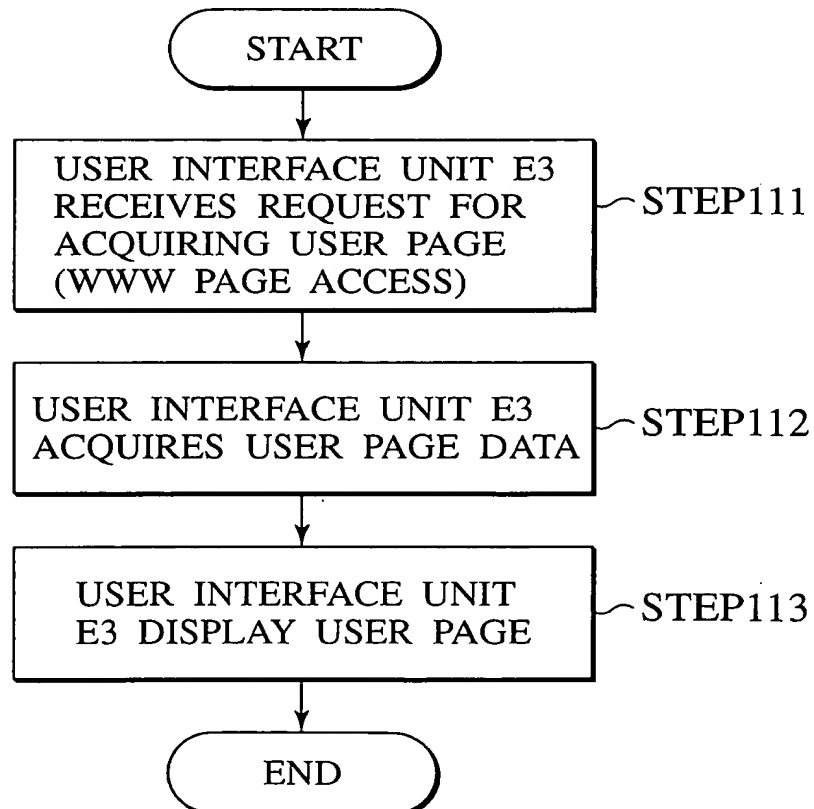 START
USER INTERFACE UNIT E3
RECEIVES REQUEST FOR
ACQUIRING USER PAGE
(WWW PAGE ACCESS)
STEP111
USER INTERFACE UNIT E3
ACQUIRES USER PAGE DATA
STEP112
USER INTERFACE UNIT
E3 DISPLAY USER PAGE
STEP113
END